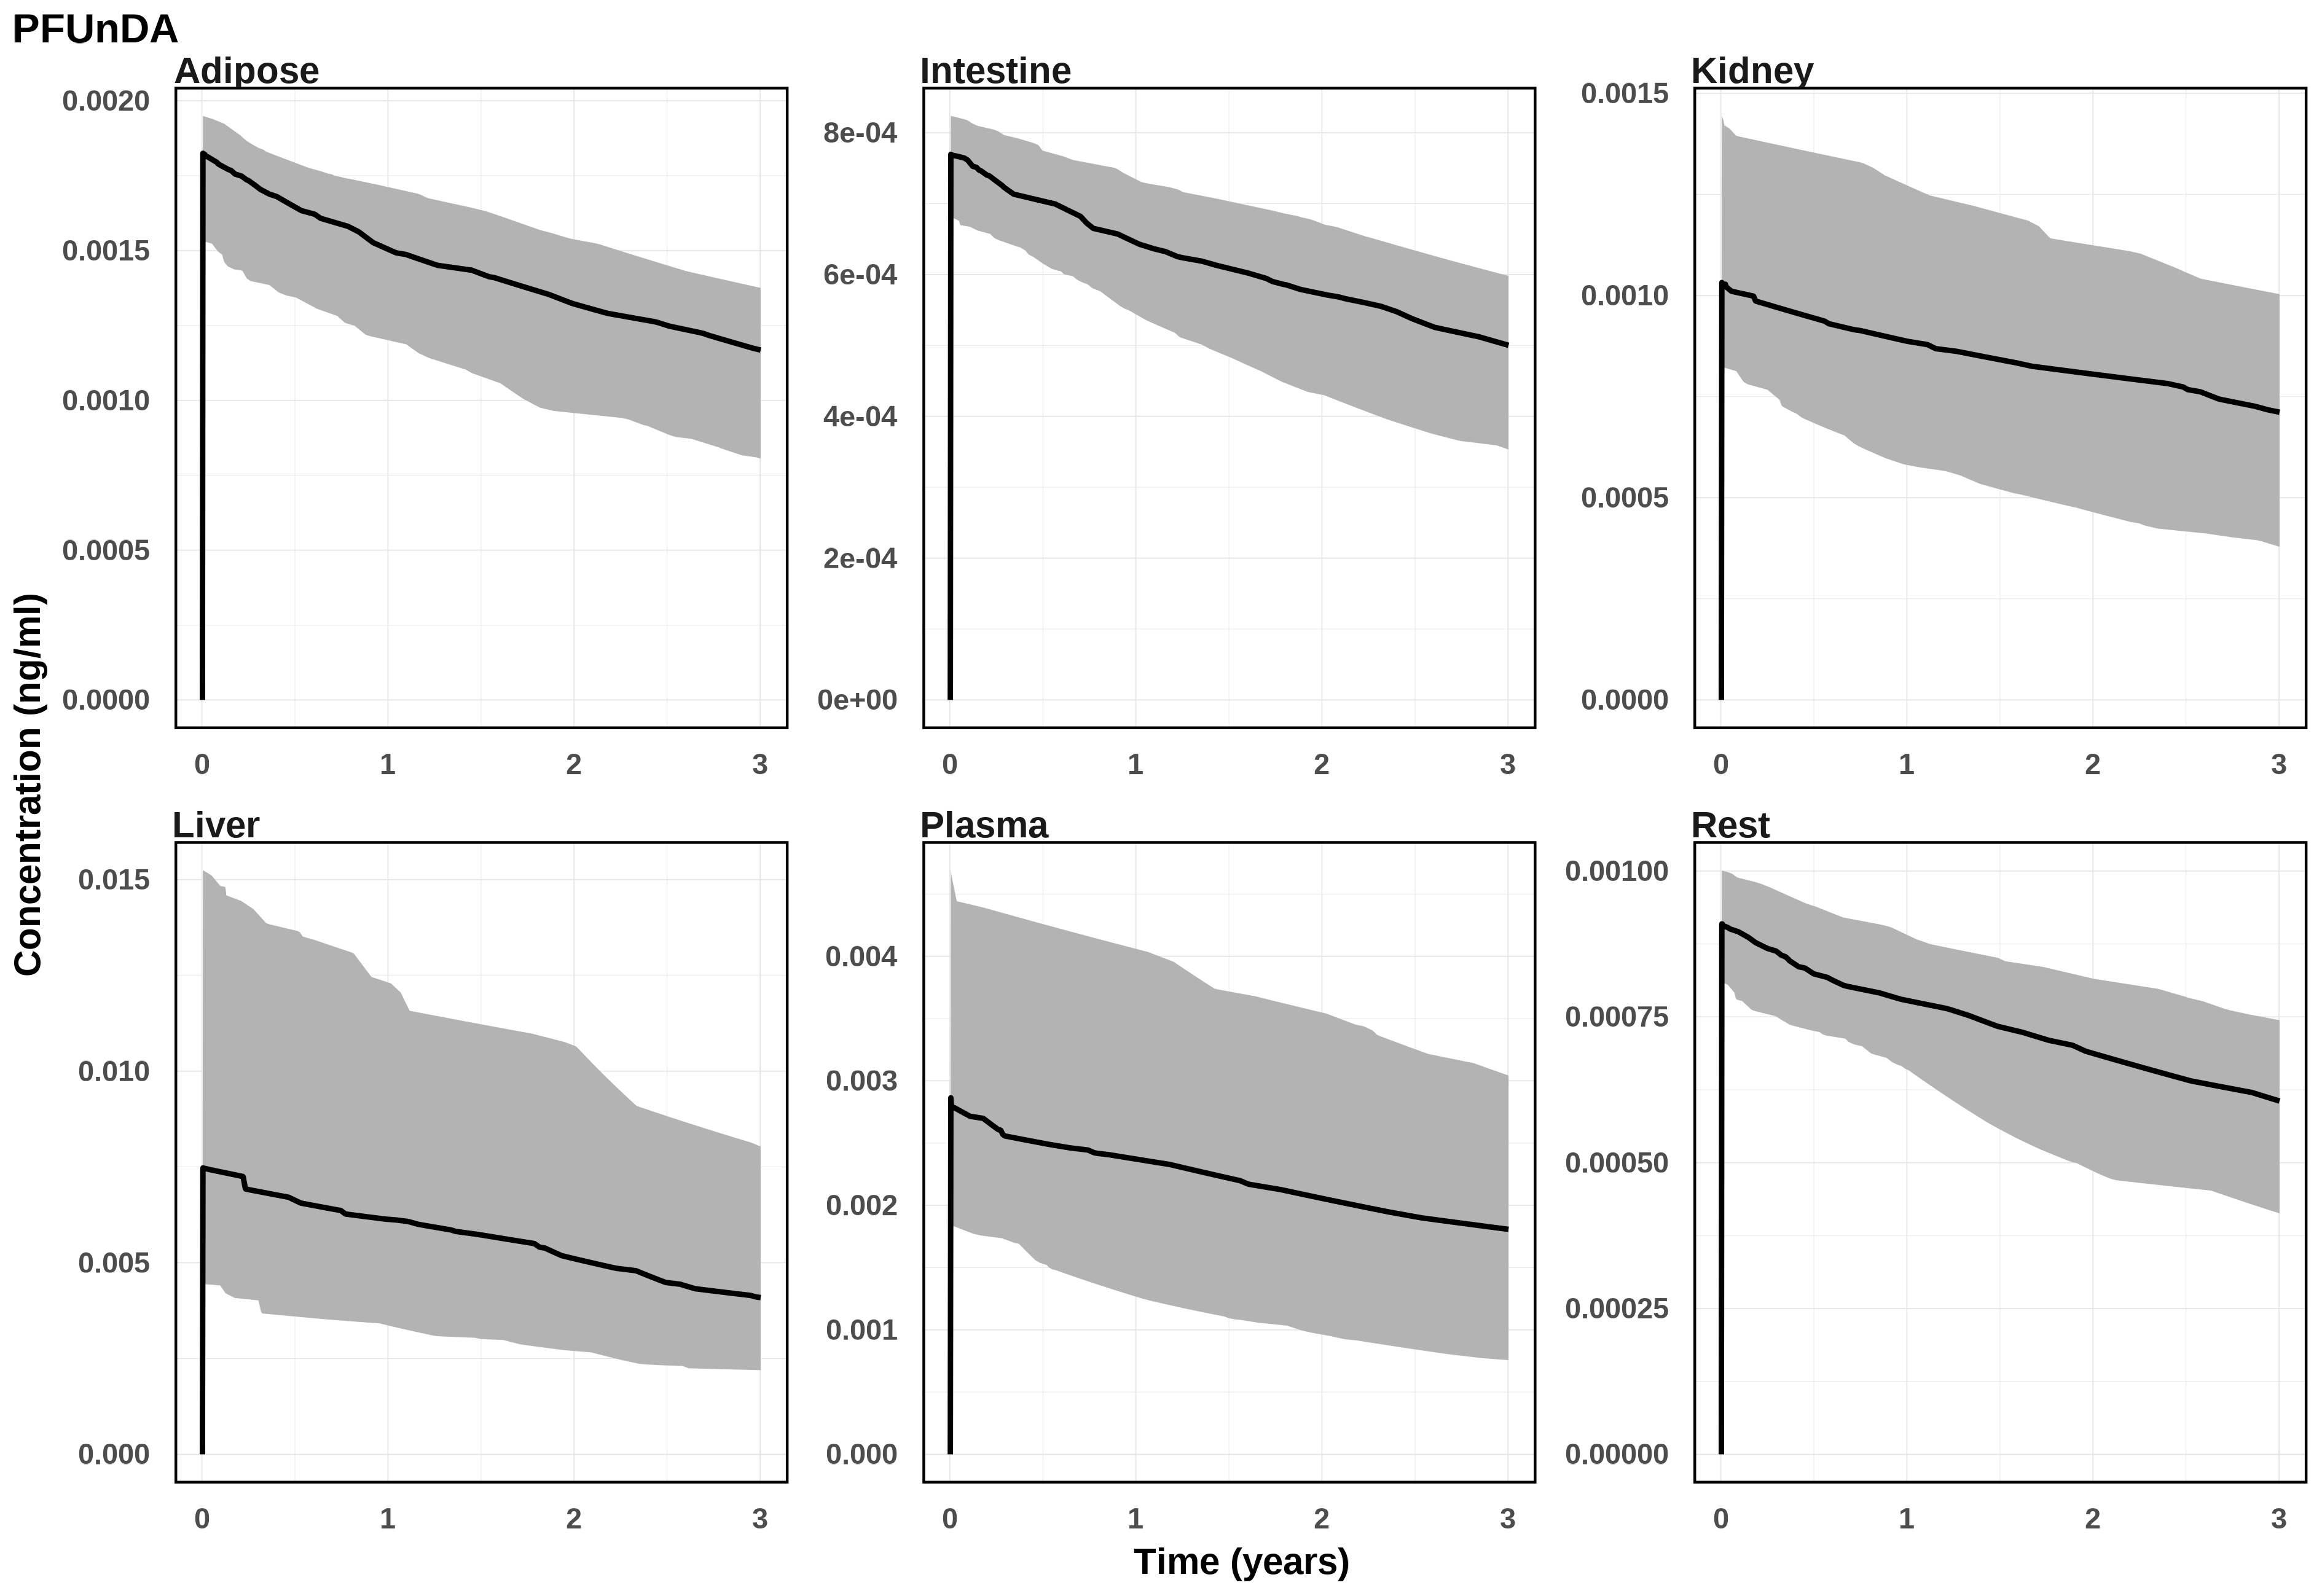 PFUnDA
Adipose
Intestine
Kidney
0.0020
0.0015
0.0010
0.0005
0.0000
8e-04
6e-04
4e-04
2e-04
0e+00
0.0015
0.0010
0.0005
0.0000
0 1 2 3
0 1 2 3
0 1 2 3
Concentration (ng/ml)
Liver
Plasma
Rest
0.015
0.010
0.005
0.000
0.004
0.003
0.002
0.001
0.000
0.00100
0.00075
0.00050
0.00025
0.00000
0 1 2 3
0 1 2 3
0 1 2 3
Time (years)